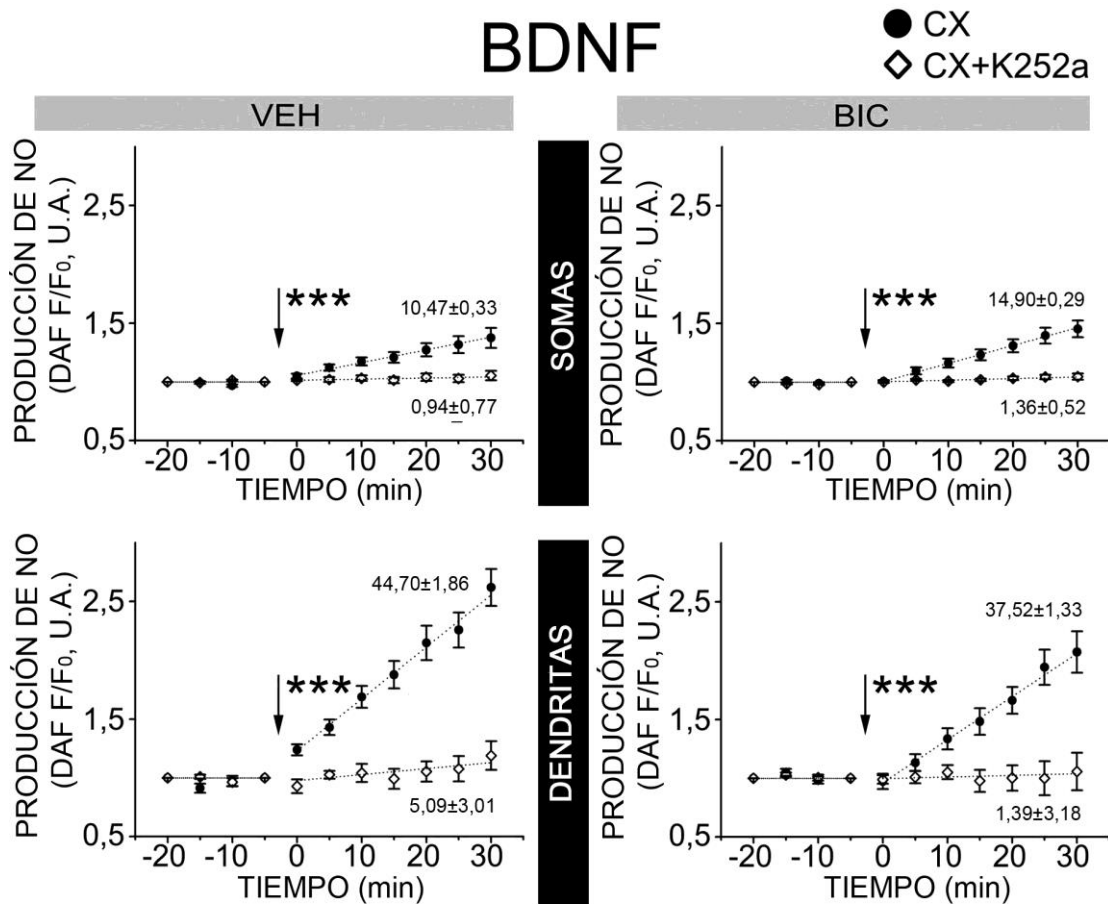 BDNF
CX
CX+K252a
VEH
BIC
PRODUCCIÓN DE NO
(DAF F/F₀, U.A.)
2,5
1,5
0,5
***
10,47±0,33
0,94±0,77
-20 -10 0 10 20 30
TIEMPO (min)
SOMAS
PRODUCCIÓN DE NO
(DAF F/F₀, U.A.)
2,5
1,5
0,5
***
14,90±0,29
1,36±0,52
-20 -10 0 10 20 30
TIEMPO (min)
PRODUCCIÓN DE NO
(DAF F/F₀, U.A.)
2,5
1,5
0,5
44,70±1,86
***
5,09±3,01
-20 -10 0 10 20 30
TIEMPO (min)
DENDRITAS
PRODUCCIÓN DE NO
(DAF F/F₀, U.A.)
2,5
1,5
0,5
37,52±1,33
***
1,39±3,18
-20 -10 0 10 20 30
TIEMPO (min)